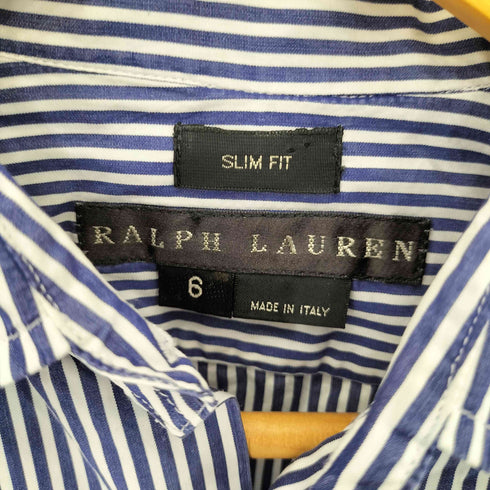 SLIM FIT
RALPH LAUREN
6
MADE IN ITALY